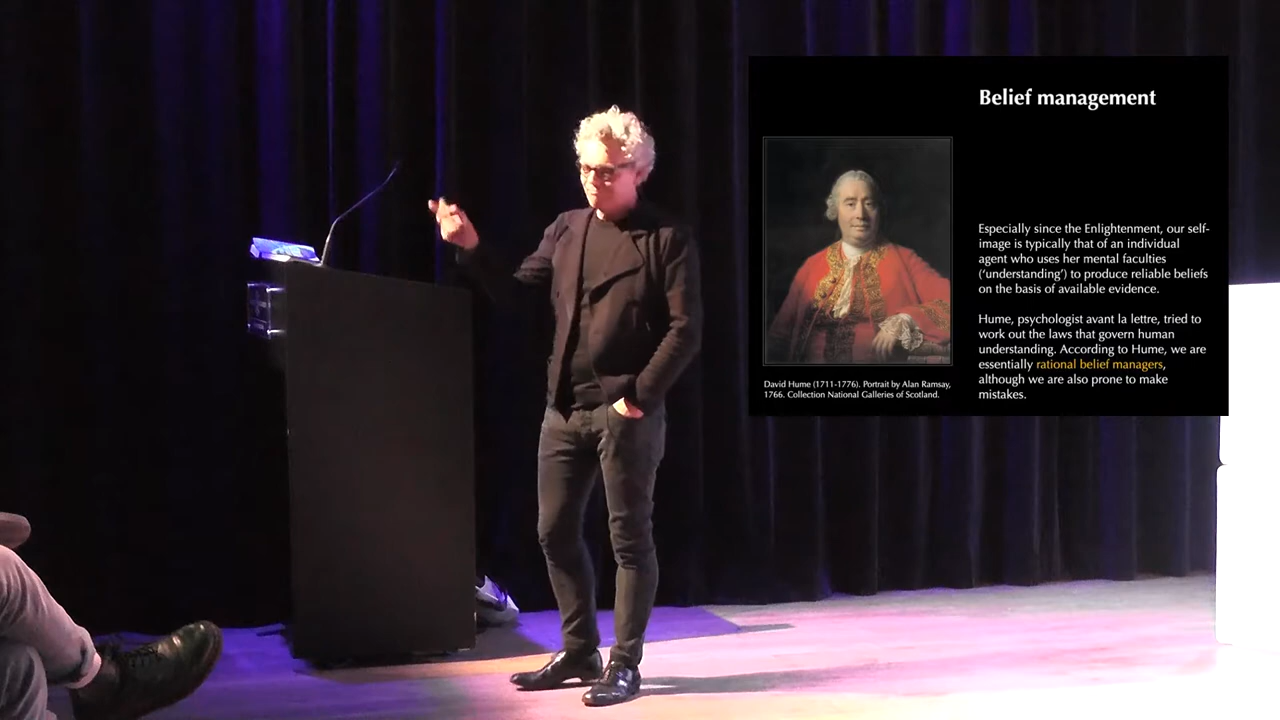 Belief management
Especially since the Enlightenment, our self-
image is typically that of an individual
agent who uses her mental faculties
(‘understanding’) to produce reliable beliefs
on the basis of available evidence.
Hume, psychologist avant la lettre, tried to
work out the laws that govern human
understanding. According to Hume, we are
essentially rational belief managers,
although we are also prone to make
mistakes.
David Hume (1711-1776). Portrait by Alan Ramsay,
1766. Collection National Galleries of Scotland.